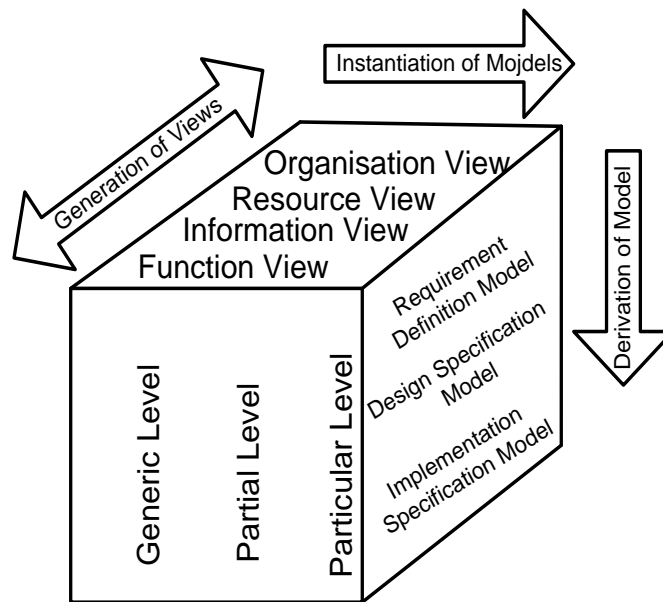 Instantiation of Mojdels
Generation of Views
Organisation View
Resource View
Information View
Function View
Derivation of Model
Requirement
Definition Model
Design Specification
Model
Implementation
Specification Model
Generic Level
Partial Level
Particular Level